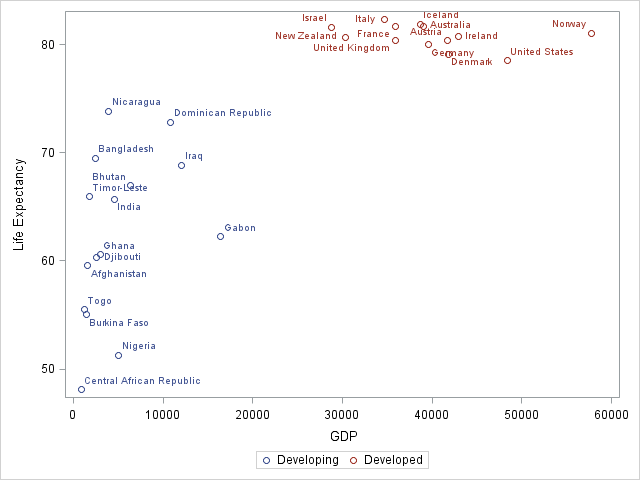 Iceland
Israel
Italy
Australia
Norway
New Zealand
France
Austria
Ireland
United Kingdom
Germany
United States
Denmark
80
Nicaragua
Dominican Republic
Bangladesh
70
Iraq
Bhutan
Timor-Leste
India
Gabon
Ghana
Djibouti
60
Afghanistan
Togo
Burkina Faso
Nigeria
50
Central African Republic
Life Expectancy
0 10000 20000 30000 40000 50000 60000
GDP
Developing Developed